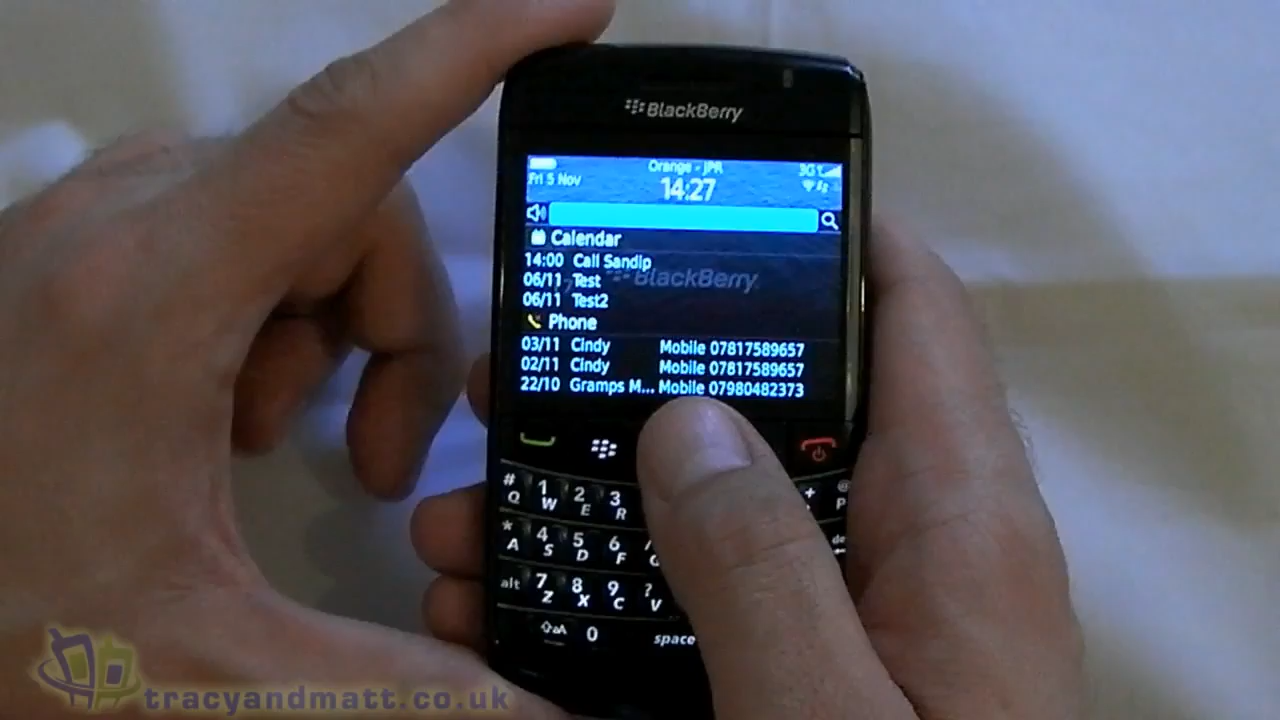 BlackBerry
Orange - JPR
3G
Fri 5 Nov
14:27
Calendar
14:00 Call Sandip
BlackBerry
06/11 Test
06/11 Test2
Phone
03/11 Cindy Mobile 07817589657
02/11 Cindy Mobile 07817589657
22/10 Gramps M... Mobile 07980482373
# 1 2 3 +
Q W E R P
* 4 5 6
A S D F
alt 7 8 9 ?
Z X C V
aA 0 space
tracyandmatt.co.uk